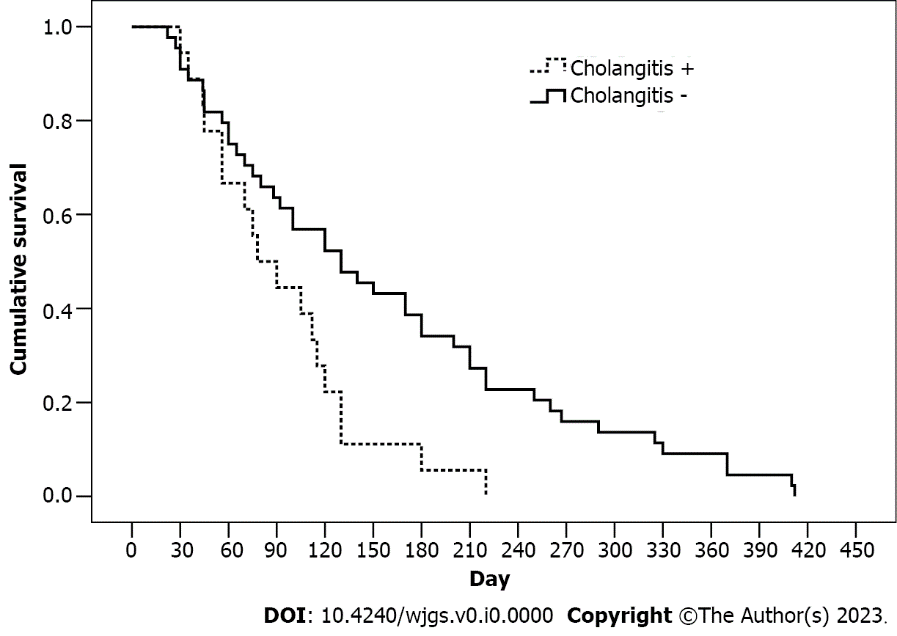 1.0
0.8
0.6
0.4
0.2
0.0
Cumulative survival
Cholangitis +
Cholangitis -
0 30 60 90 120 150 180 210 240 270 300 330 360 390 420 450
Day
DOI: 10.4240/wjgs.v0.i0.0000 Copyright ©The Author(s) 2023.